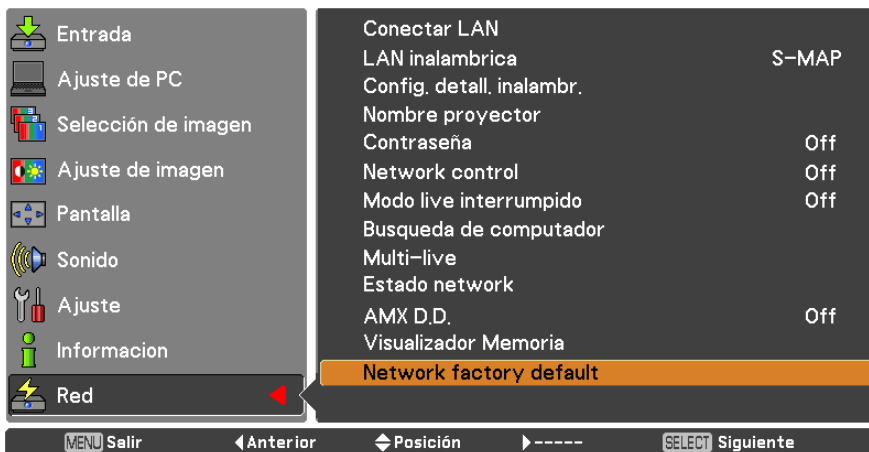 Entrada
Ajuste de PC
Selección de imagen
Ajuste de imagen
Pantalla
Sonido
Ajuste
Informacion
Red
Conectar LAN
LAN inalambrica S-MAP
Config. detall. inalambr.
Nombre proyector
Contraseña Off
Network control Off
Modo live interrumpido Off
Busqueda de computador
Multi-live
Estado network
AMX D.D. Off
Visualizador Memoria
Network factory default
MENU Salir Anterior Posición ----- SELECT Siguiente